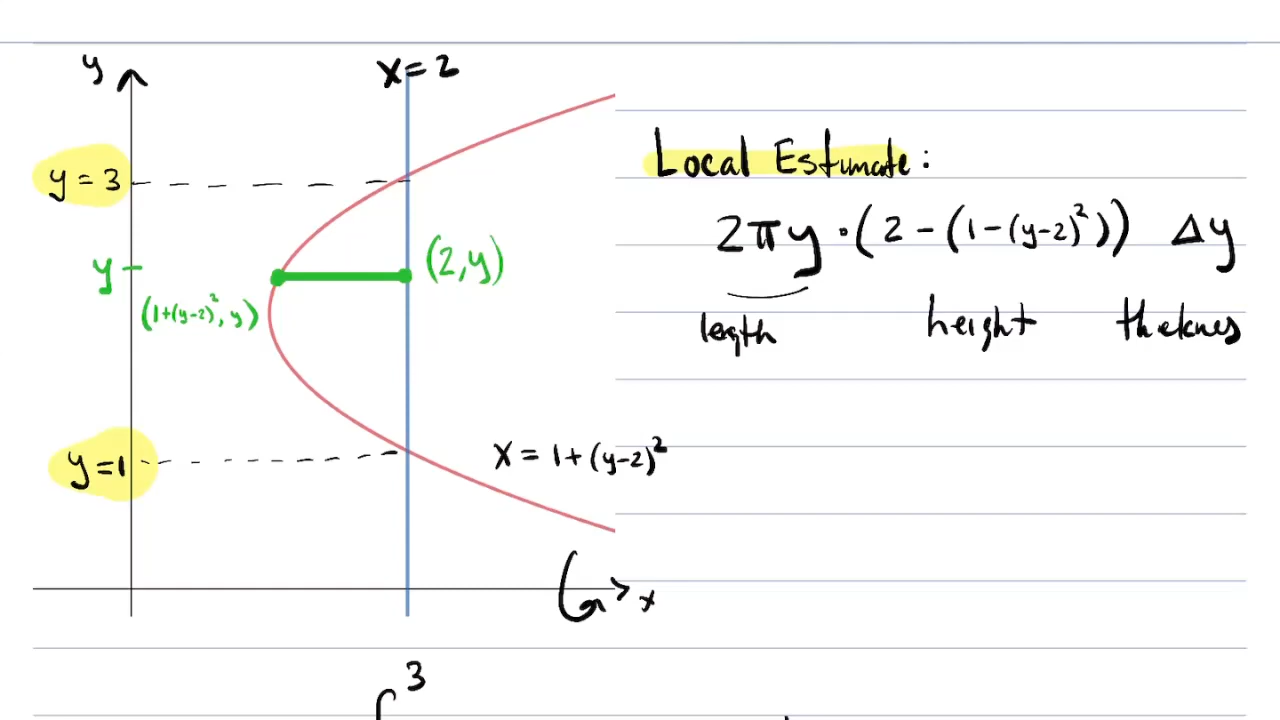 y
x=2
y = 3
y
(2,y)
(1+(y-2)², y)
y=1
x = 1+(y-2)²
x
Local Estimate:
2πy·(2-(1-(y-2)²)) Δy
length height thicknes
∫ 3